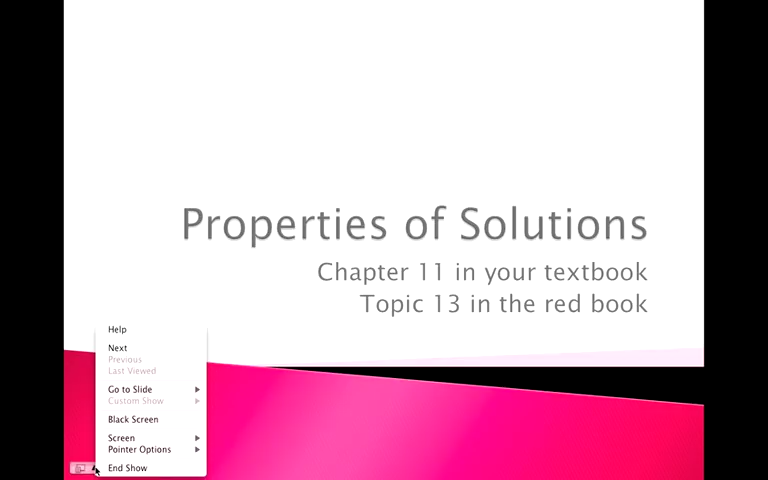 Properties of Solutions
Chapter 11 in your textbook
Topic 13 in the red book
Help
Next
Previous
Last Viewed
Go to Slide
Custom Show
Black Screen
Screen
Pointer Options
End Show